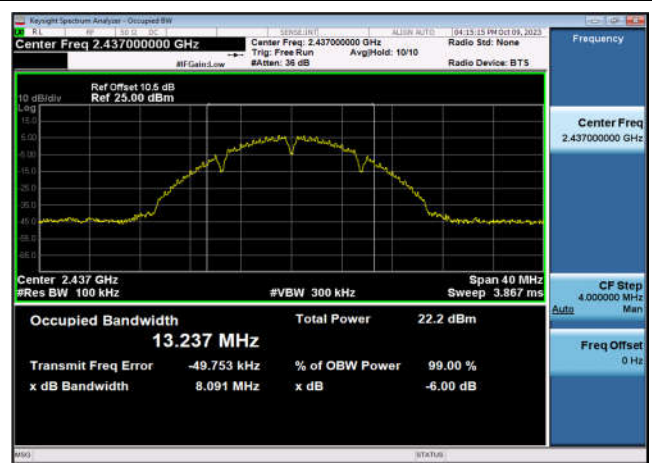 Keysight Spectrum Analyzer - Occupied BW
RL RF 50 Ω DC SENSE:INT ALIGN AUTO 04:15:15 PM Oct 09, 2023
Center Freq 2.437000000 GHz Center Freq: 2.437000000 GHz Radio Std: None Frequency
Trig: Free Run Avg|Hold: 10/10
#IFGain:Low #Atten: 36 dB Radio Device: BTS
Ref Offset 10.5 dB
10 dB/div Ref 25.00 dBm
Log
15.0
5.00
-5.00
-15.0
-25.0
-35.0
-45.0
-55.0
-65.0
Center Freq
2.437000000 GHz
Center 2.437 GHz Span 40 MHz
#Res BW 100 kHz #VBW 300 kHz Sweep 3.867 ms
CF Step
4.000000 MHz
Auto Man
Occupied Bandwidth Total Power 22.2 dBm
13.237 MHz
Transmit Freq Error -49.753 kHz % of OBW Power 99.00 %
x dB Bandwidth 8.091 MHz x dB -6.00 dB
Freq Offset
0 Hz
MSG STATUS